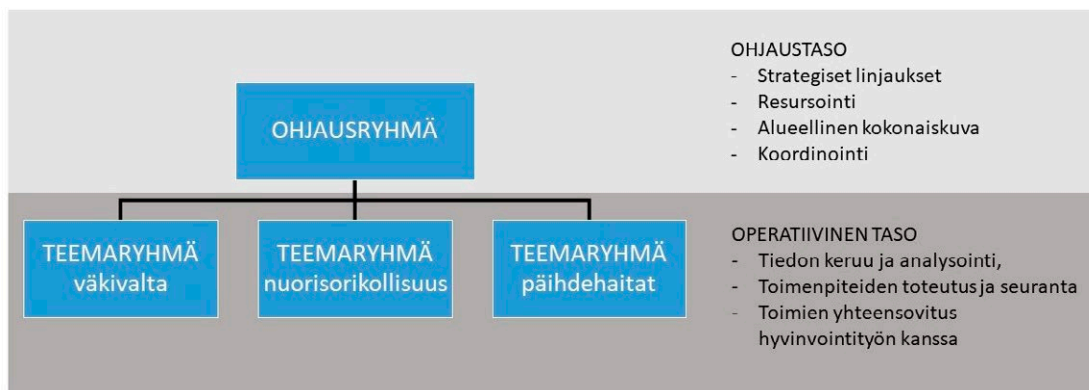 OHJAUSTASO
- Strategiset linjaukset
- Resursointi
- Alueellinen kokonaiskuva
- Koordinointi
OHJAUSRYHMÄ
TEEMARYHMÄ
väkivalta
TEEMARYHMÄ
nuorisorikollisuus
TEEMARYHMÄ
päihdehaitat
OPERATIIVINEN TASO
- Tiedon keruu ja analysointi,
- Toimenpiteiden toteutus ja seuranta
- Toimien yhteensovitus
hyvinvointityön kanssa